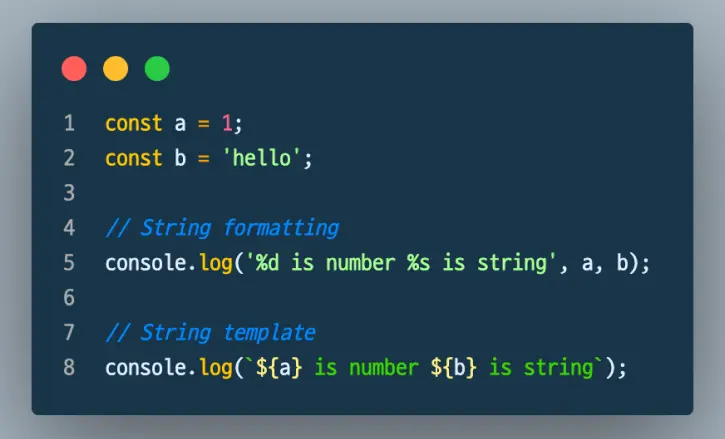 1 const a = 1;
2 const b = 'hello';
3
4 // String formatting
5 console.log('%d is number %s is string', a, b);
6
7 // String template
8 console.log(`${a} is number ${b} is string`);